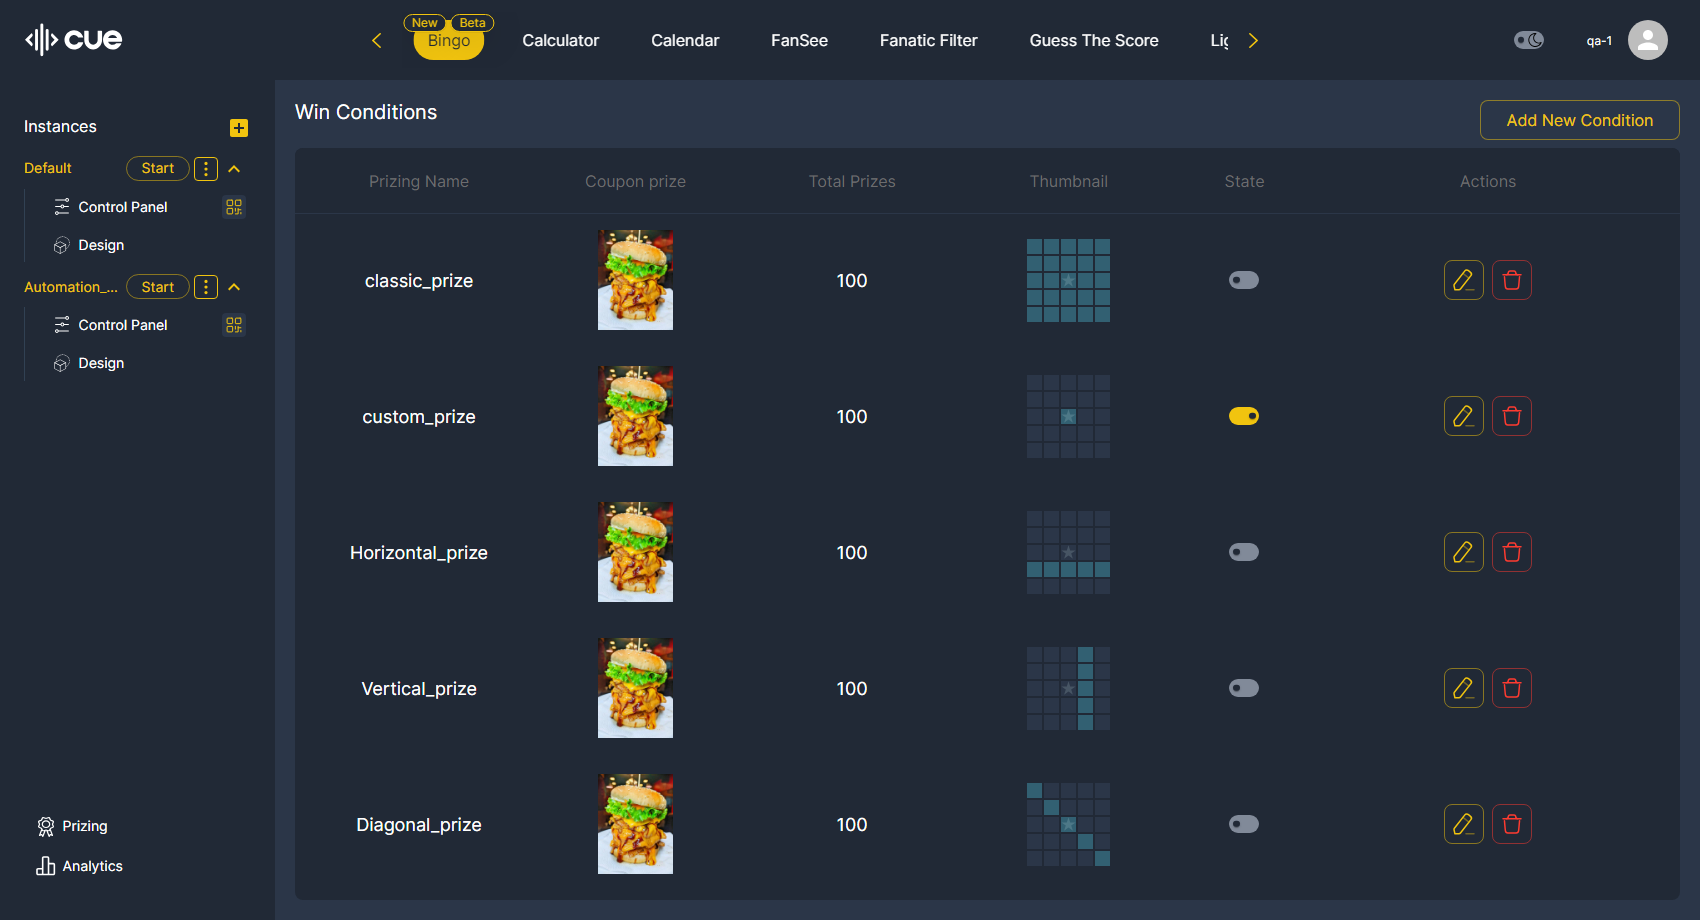 cue
New Beta
Bingo
Calculator
Calendar
FanSee
Fanatic Filter
Guess The Score
Lig
qa-1
Instances
Default
Start
Control Panel
Design
Automation_...
Start
Control Panel
Design
Prizing
Analytics
Win Conditions
Add New Condition
Prizing Name Coupon prize Total Prizes Thumbnail State Actions
classic_prize 100
custom_prize 100
Horizontal_prize 100
Vertical_prize 100
Diagonal_prize 100